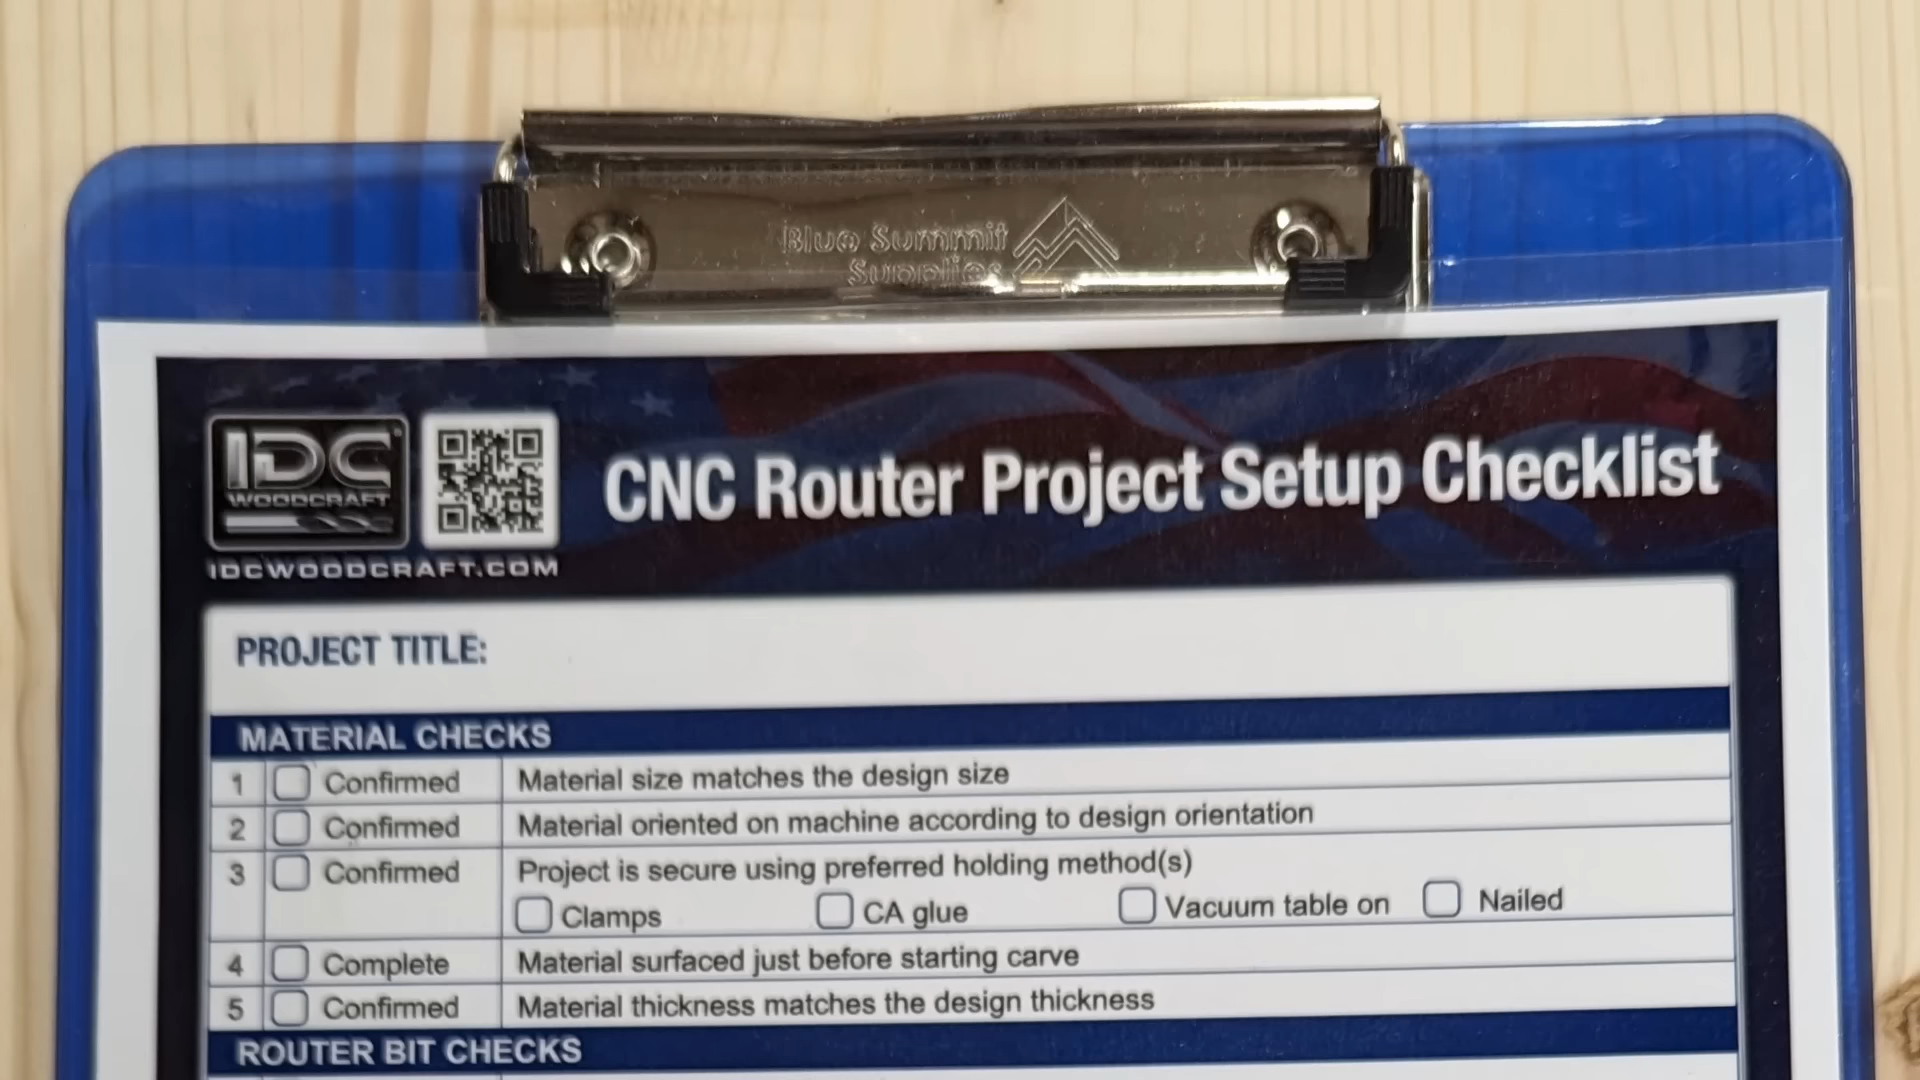 Blue Summit
Supplies
IDC
WOODCRAFT
IDCWOODCRAFT.COM
CNC Router Project Setup Checklist
PROJECT TITLE:
MATERIAL CHECKS
1 Confirmed Material size matches the design size
2 Confirmed Material oriented on machine according to design orientation
3 Confirmed Project is secure using preferred holding method(s)
Clamps CA glue Vacuum table on Nailed
4 Complete Material surfaced just before starting carve
5 Confirmed Material thickness matches the design thickness
ROUTER BIT CHECKS